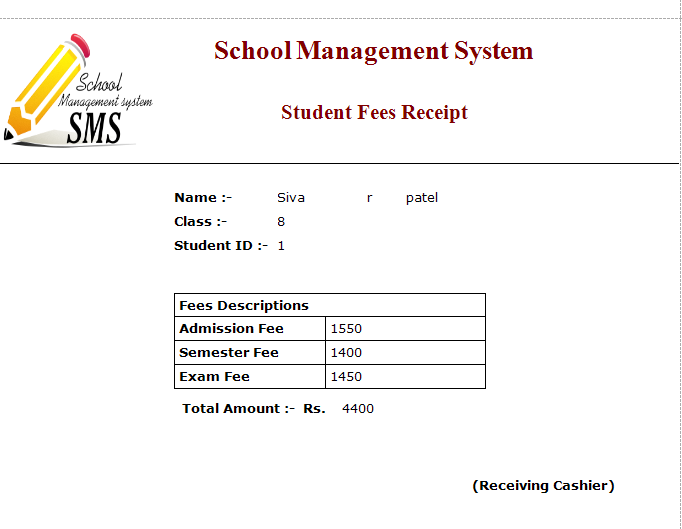 School Management System
School
Management system
SMS
Student Fees Receipt
Name :- Siva r patel
Class :- 8
Student ID :- 1
Fees Descriptions
Admission Fee 1550
Semester Fee 1400
Exam Fee 1450
Total Amount :- Rs. 4400
(Receiving Cashier)